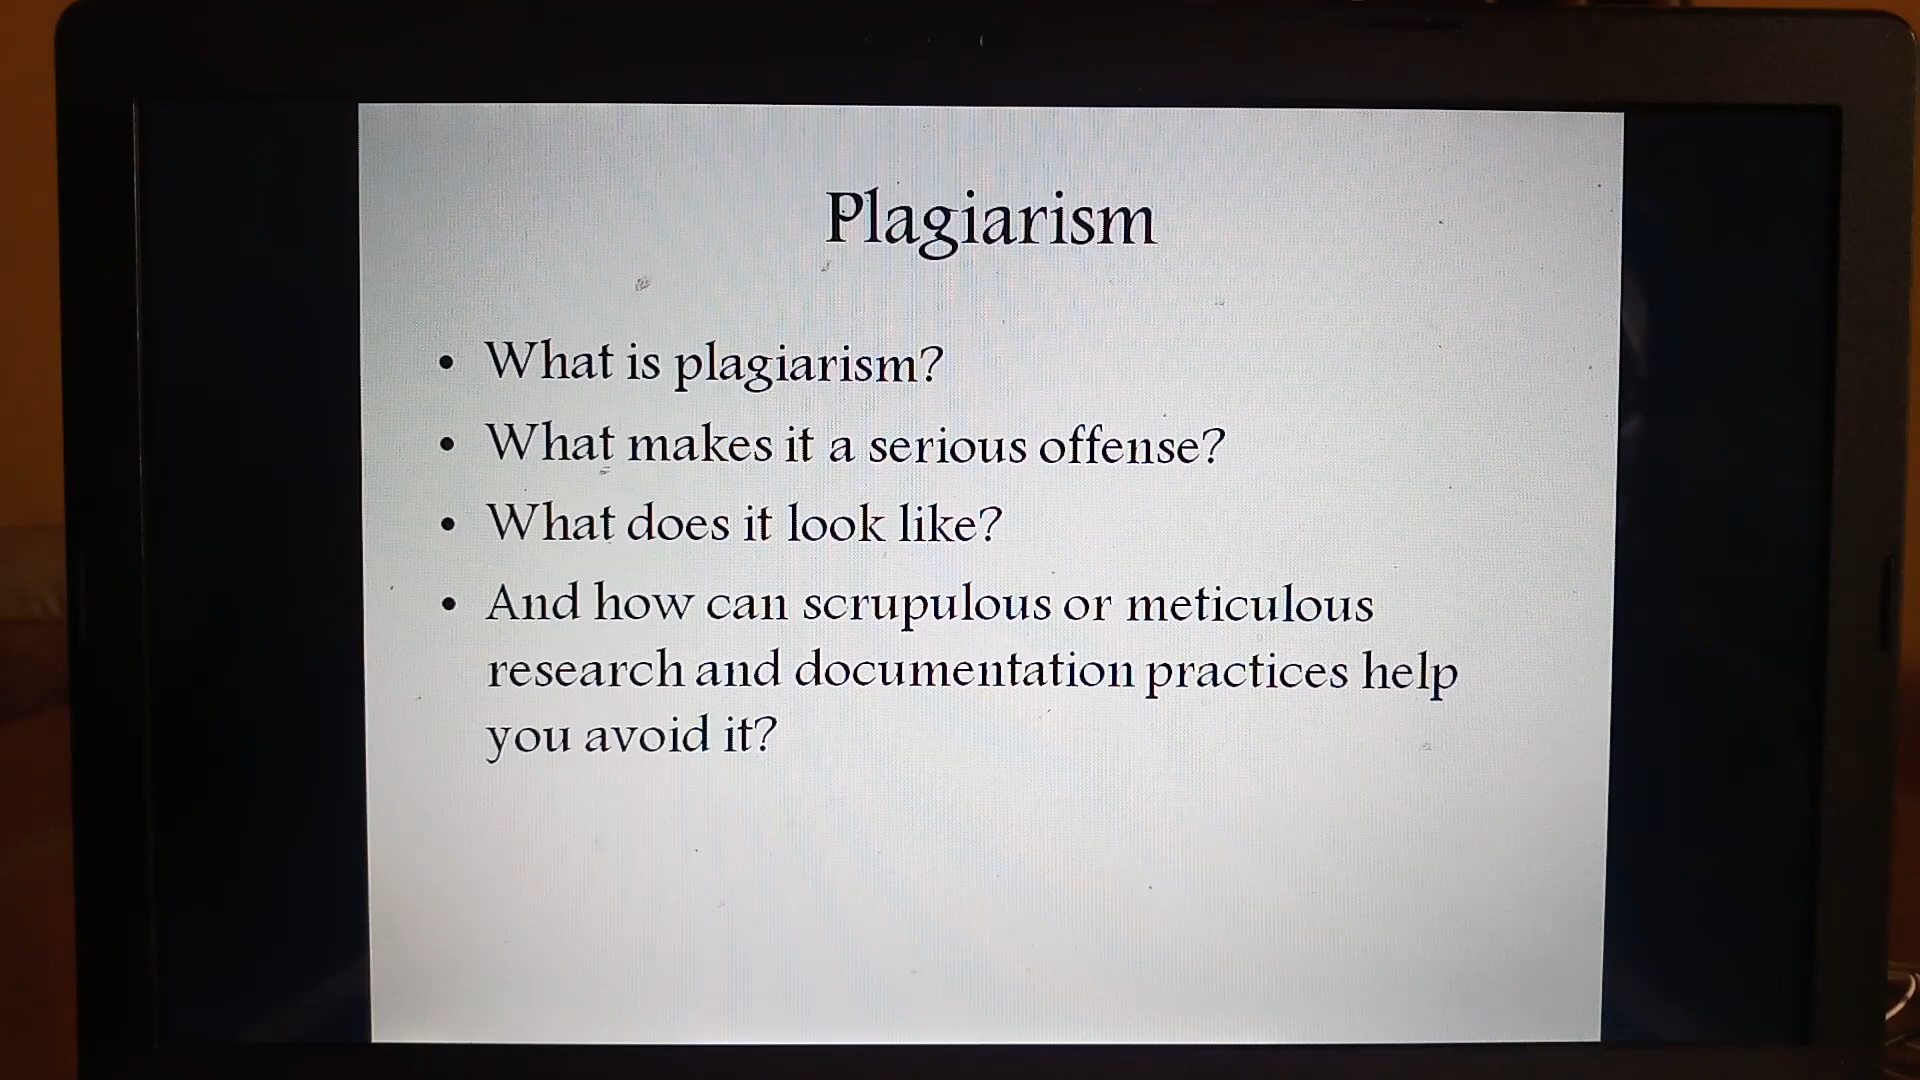 Plagiarism
• What is plagiarism?
• What makes it a serious offense?
• What does it look like?
• And how can scrupulous or meticulous
research and documentation practices help
you avoid it?